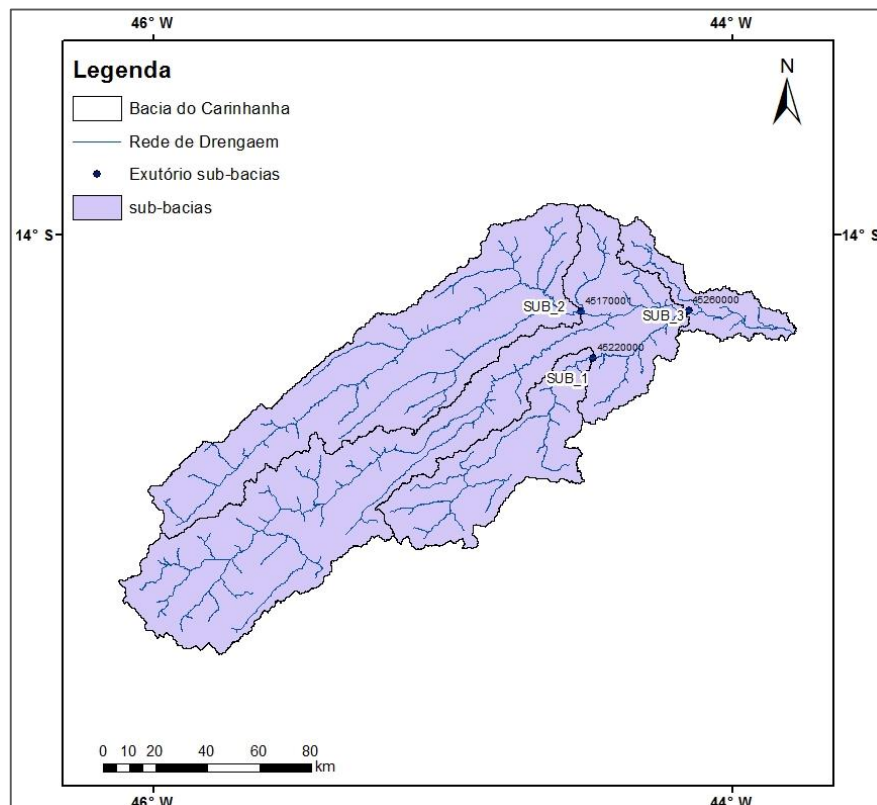 46° W 44° W
Legenda
Bacia do Carinhanha
Rede de Drengaem
Exutório sub-bacias
sub-bacias
N
14° S 14° S
SUB_2 45170001 45260000
SUB_3
45220000
SUB_1
0 10 20 40 60 80
km
46° W 44° W